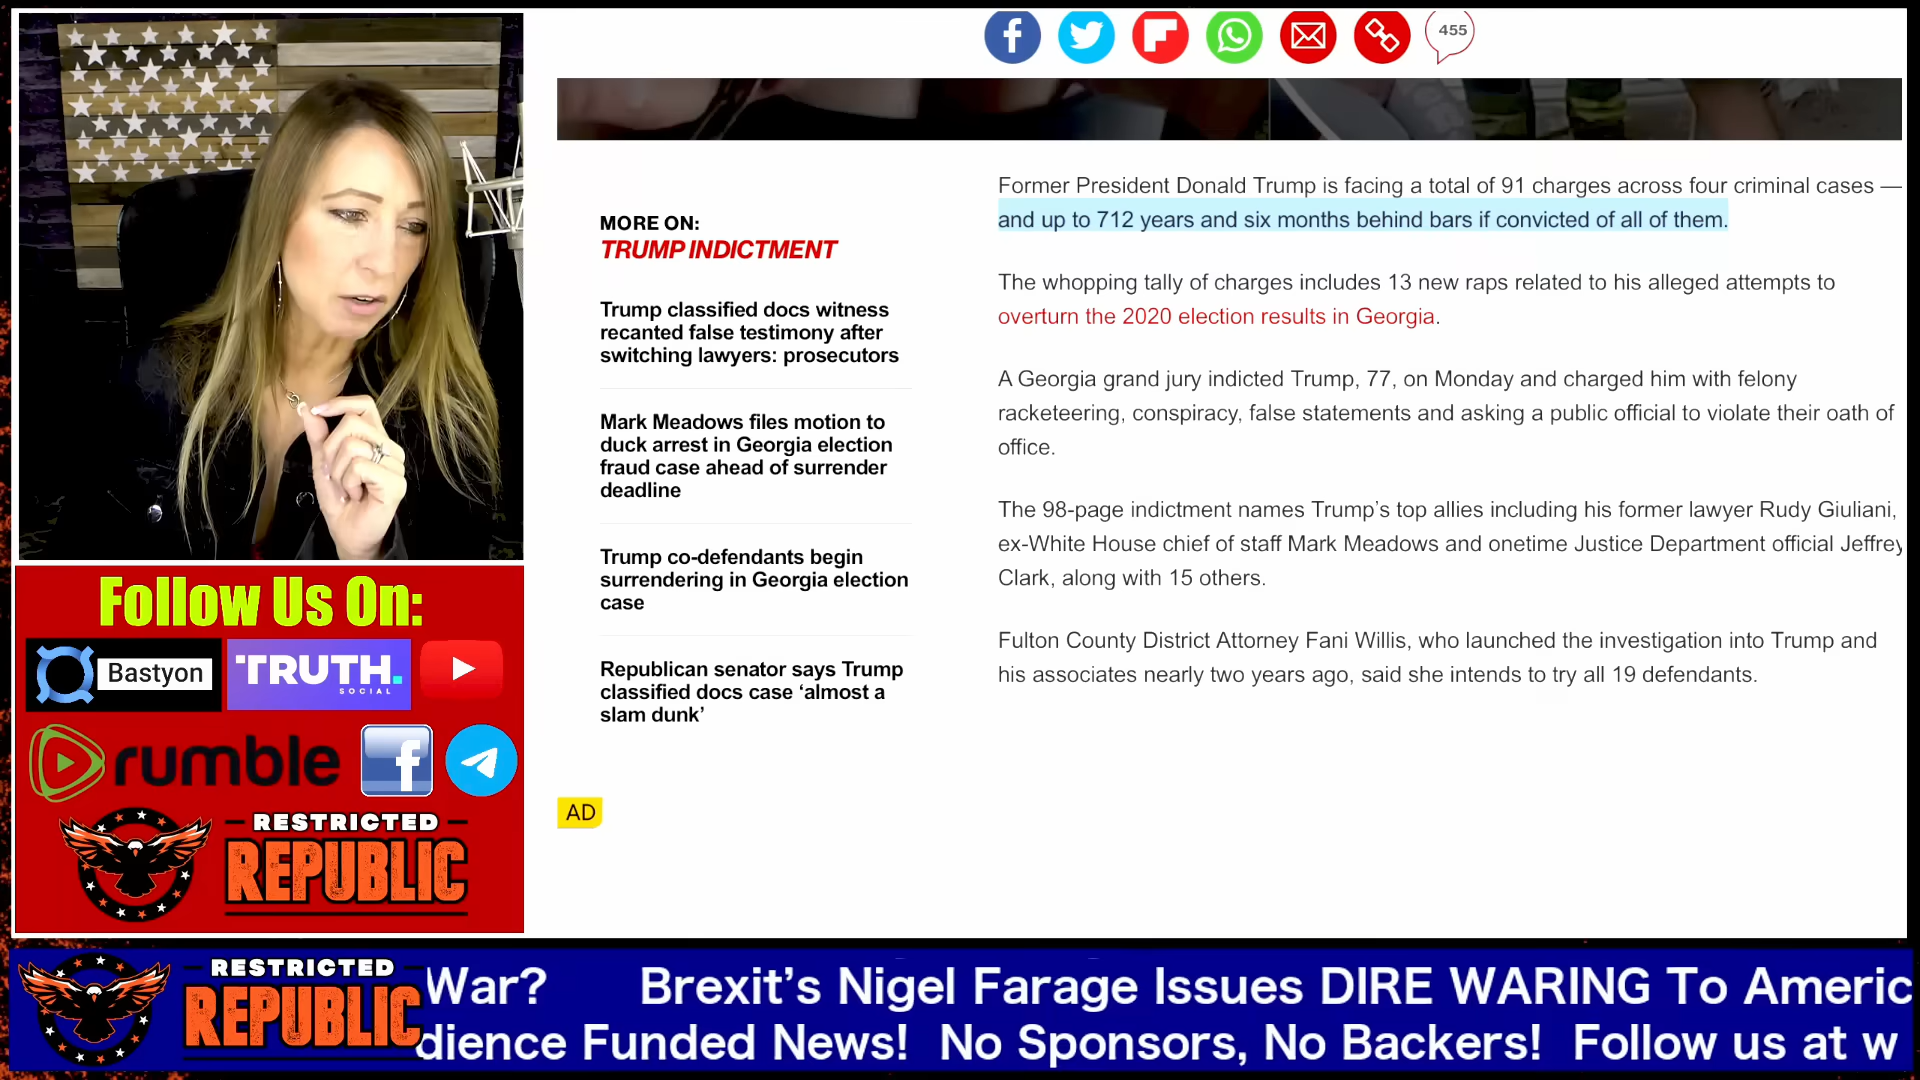 455
MORE ON:
TRUMP INDICTMENT
Trump classified docs witness
recanted false testimony after
switching lawyers: prosecutors
Mark Meadows files motion to
duck arrest in Georgia election
fraud case ahead of surrender
deadline
Trump co-defendants begin
surrendering in Georgia election
case
Republican senator says Trump
classified docs case ‘almost a
slam dunk’
AD
Former President Donald Trump is facing a total of 91 charges across four criminal cases —
and up to 712 years and six months behind bars if convicted of all of them.
The whopping tally of charges includes 13 new raps related to his alleged attempts to
overturn the 2020 election results in Georgia.
A Georgia grand jury indicted Trump, 77, on Monday and charged him with felony
racketeering, conspiracy, false statements and asking a public official to violate their oath of
office.
The 98-page indictment names Trump’s top allies including his former lawyer Rudy Giuliani,
ex-White House chief of staff Mark Meadows and onetime Justice Department official Jeffrey
Clark, along with 15 others.
Fulton County District Attorney Fani Willis, who launched the investigation into Trump and
his associates nearly two years ago, said she intends to try all 19 defendants.
Follow Us On:
Bastyon
TRUTH.
SOCIAL
rumble
RESTRICTED
REPUBLIC
RESTRICTED
REPUBLIC
War? Brexit’s Nigel Farage Issues DIRE WARING To Americ
dience Funded News! No Sponsors, No Backers! Follow us at w